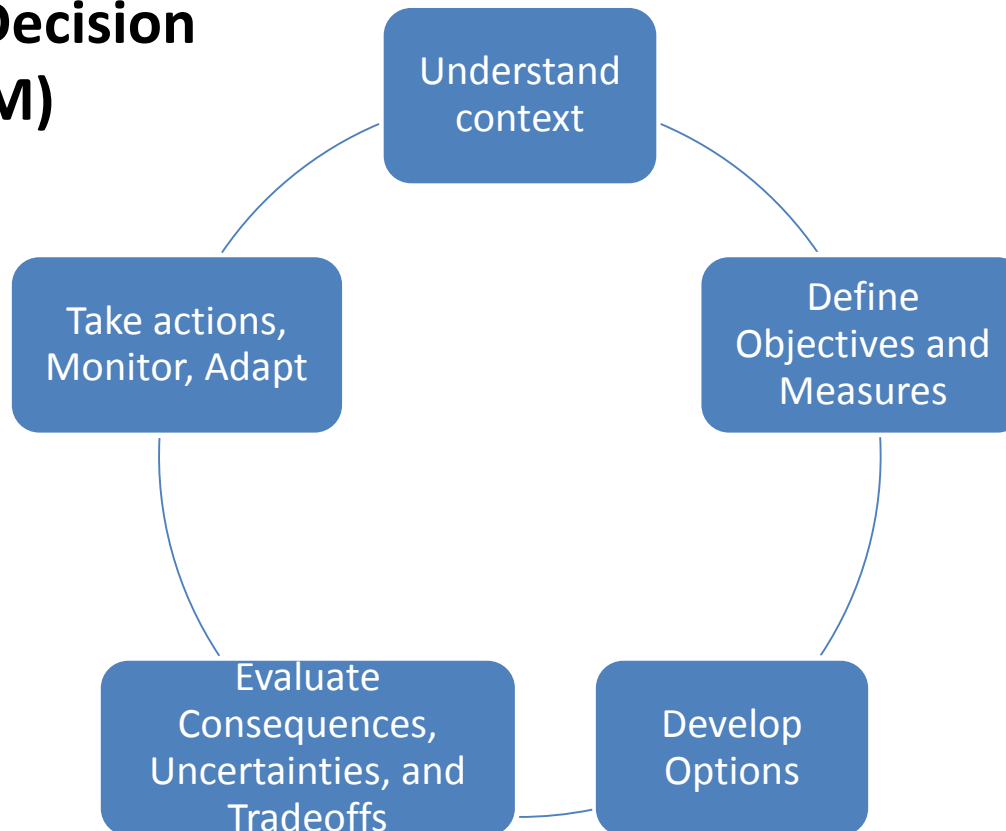 Decision
M)
Understand
context
Define
Objectives and
Measures
Develop
Options
Evaluate
Consequences,
Uncertainties, and
Tradeoffs
Take actions,
Monitor, Adapt